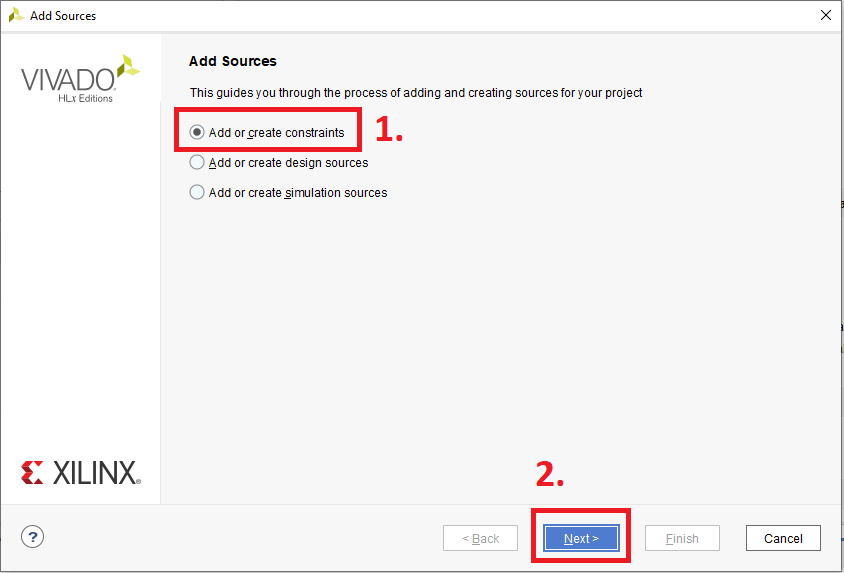 Add Sources
VIVADO
HLx Editions
Add Sources
This guides you through the process of adding and creating sources for your project
Add or create constraints
1.
Add or create design sources
Add or create simulation sources
XILINX
2.
?
< Back
Next >
Finish
Cancel